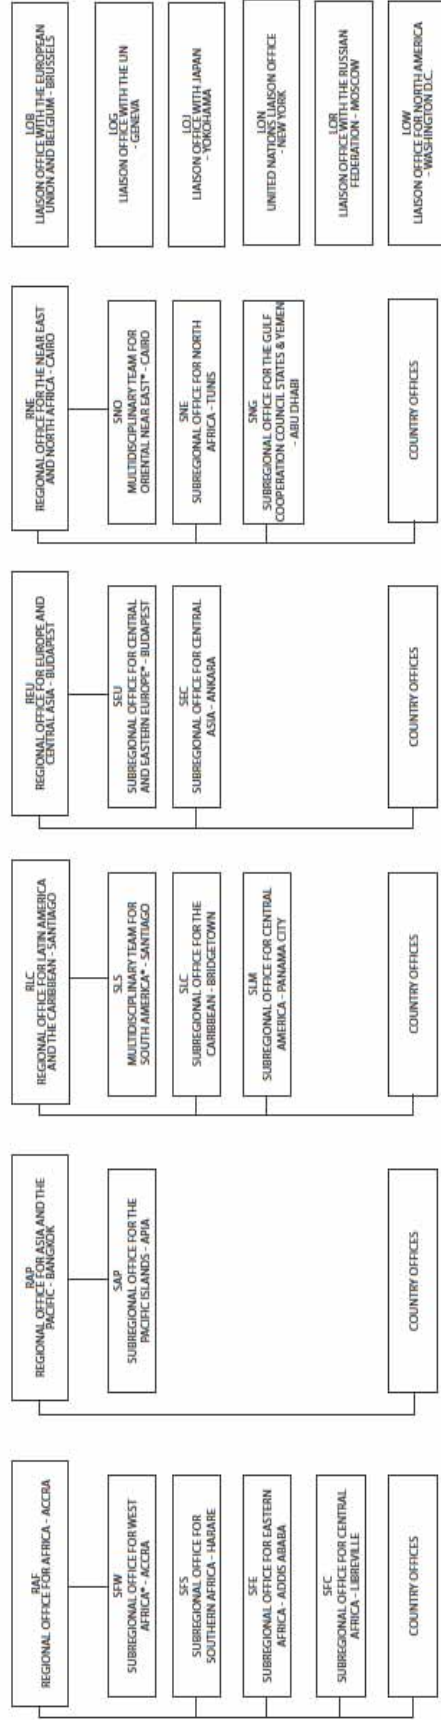 RAF
REGIONAL OFFICE FOR AFRICA - ACCRA
SFW
SUBREGIONAL OFFICE FOR WEST
AFRICA* - ACCRA
SFS
SUBREGIONAL OFFICE FOR
SOUTHERN AFRICA - HARARE
SFE
SUBREGIONAL OFFICE FOR EASTERN
AFRICA - ADDIS ABABA
SFC
SUBREGIONAL OFFICE FOR CENTRAL
AFRICA - LIBREVILLE
COUNTRY OFFICES
RAP
REGIONAL OFFICE FOR ASIA AND THE
PACIFIC - BANGKOK
SAP
SUBREGIONAL OFFICE FOR THE
PACIFIC ISLANDS - APIA
COUNTRY OFFICES
RLC
REGIONAL OFFICE FOR LATIN AMERICA
AND THE CARIBBEAN - SANTIAGO
SLS
MULTIDISCIPLINARY TEAM FOR
SOUTH AMERICA* - SANTIAGO
SLC
SUBREGIONAL OFFICE FOR THE
CARIBBEAN - BRIDGETOWN
SLM
SUBREGIONAL OFFICE FOR CENTRAL
AMERICA - PANAMA CITY
COUNTRY OFFICES
REU
REGIONAL OFFICE FOR EUROPE AND
CENTRAL ASIA - BUDAPEST
SEU
SUBREGIONAL OFFICE FOR CENTRAL
AND EASTERN EUROPE* - BUDAPEST
SEC
SUBREGIONAL OFFICE FOR CENTRAL
ASIA - ANKARA
COUNTRY OFFICES
RNE
REGIONAL OFFICE FOR THE NEAR EAST
AND NORTH AFRICA - CAIRO
SNO
MULTIDISCIPLINARY TEAM FOR
ORIENTAL NEAR EAST* - CAIRO
SNE
SUBREGIONAL OFFICE FOR NORTH
AFRICA - TUNIS
SNG
SUBREGIONAL OFFICE FOR THE GULF
COOPERATION COUNCIL STATES & YEMEN
- ABU DHABI
COUNTRY OFFICES
LOB
LIAISON OFFICE WITH THE EUROPEAN
UNION AND BELGIUM - BRUSSELS
LOG
LIAISON OFFICE WITH THE UN
- GENEVA
LOJ
LIAISON OFFICE WITH JAPAN
- YOKOHAMA
LON
UNITED NATIONS LIAISON OFFICE
- NEW YORK
LOR
LIAISON OFFICE WITH THE RUSSIAN
FEDERATION - MOSCOW
LOW
LIAISON OFFICE FOR NORTH AMERICA
- WASHINGTON D.C.